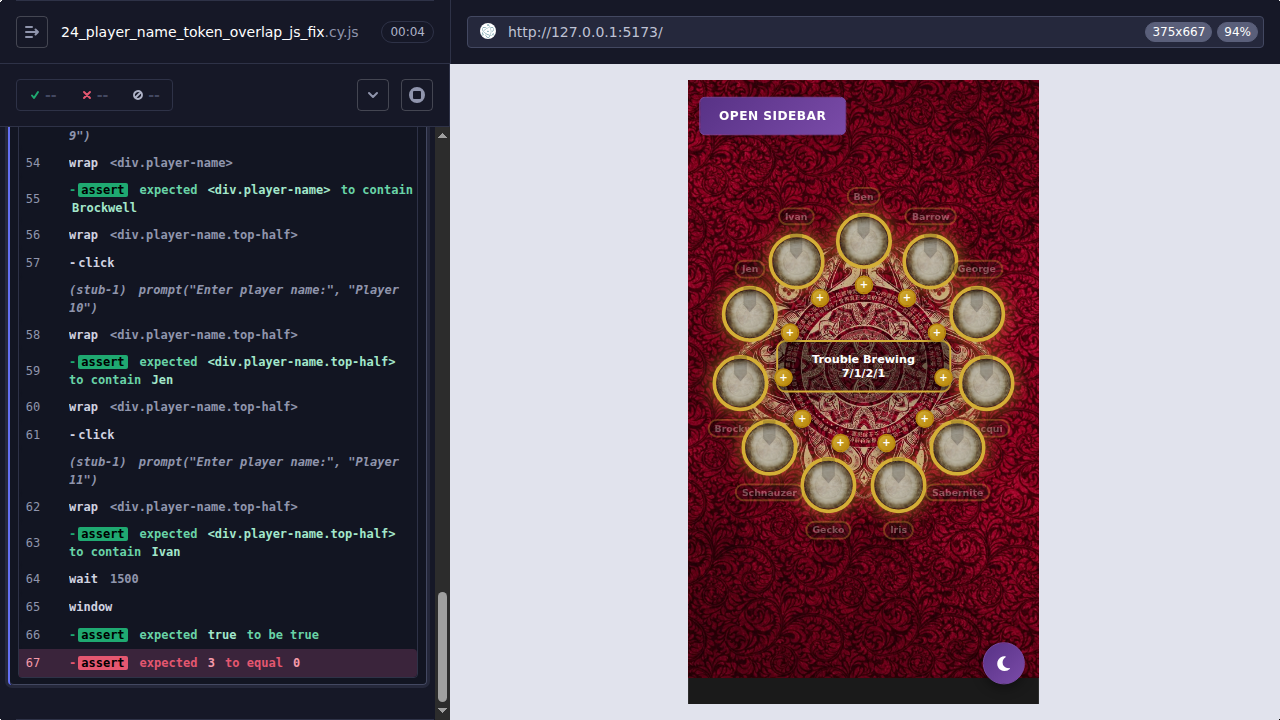 24_player_name_token_overlap_js_fix.cy.js
00:04
http://127.0.0.1:5173/
375x667
94%
--
--
--
9")
54 wrap <div.player-name>
55 -assert expected <div.player-name> to contain
Brockwell
56 wrap <div.player-name.top-half>
57 -click
(stub-1) prompt("Enter player name:", "Player
10")
58 wrap <div.player-name.top-half>
59 -assert expected <div.player-name.top-half>
to contain Jen
60 wrap <div.player-name.top-half>
61 -click
(stub-1) prompt("Enter player name:", "Player
11")
62 wrap <div.player-name.top-half>
63 -assert expected <div.player-name.top-half>
to contain Ivan
64 wait 1500
65 window
66 -assert expected true to be true
67 -assert expected 3 to equal 0
OPEN SIDEBAR
Ben
Ivan
Barrow
Jen
George
+
+
+
+
+
Trouble Brewing
7/1/2/1
+
+
+
+
+
+
Schnauzer
Sabernite
Gecko
Iris